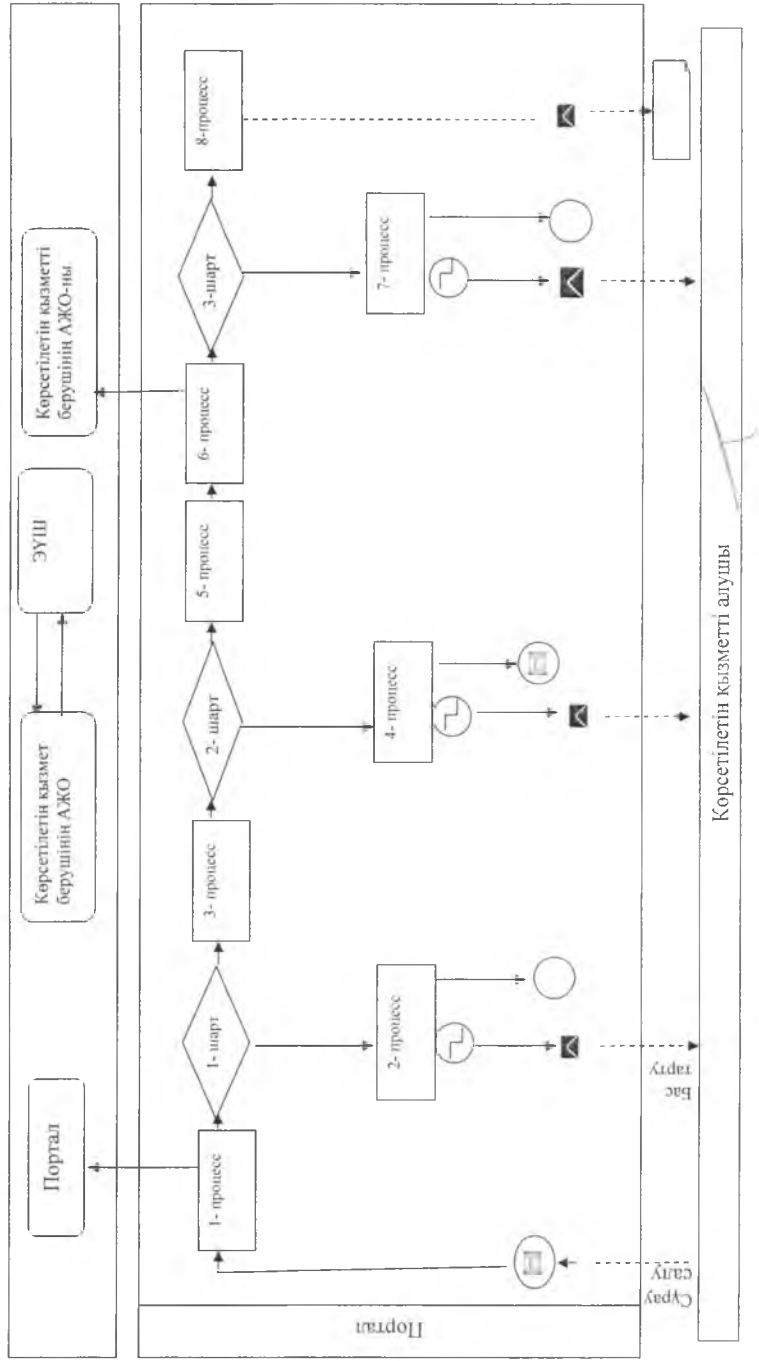 Портал
Көрсетілетін қызмет
берушінің АЖО
ЭҮШ
Көрсетілетін қызметті
берушінің АЖО-ны
1- процесс
1- шарт
3- процесс
2- шарт
5- процесс
6- процесс
3-шарт
8-процесс
2- процесс
4- процесс
7- процесс
Портал
Сұрау
салу
Бас
тарту
Көрсетілетін қызметті алушы